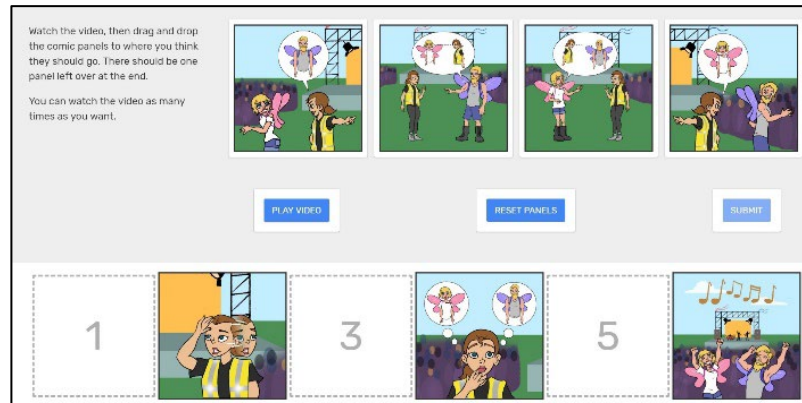 Watch the video, then drag and drop
the comic panels to where you think
they should go. There should be one
panel left over at the end.
You can watch the video as many
times as you want.
PLAY VIDEO
RESET PANELS
SUBMIT
1
3
5